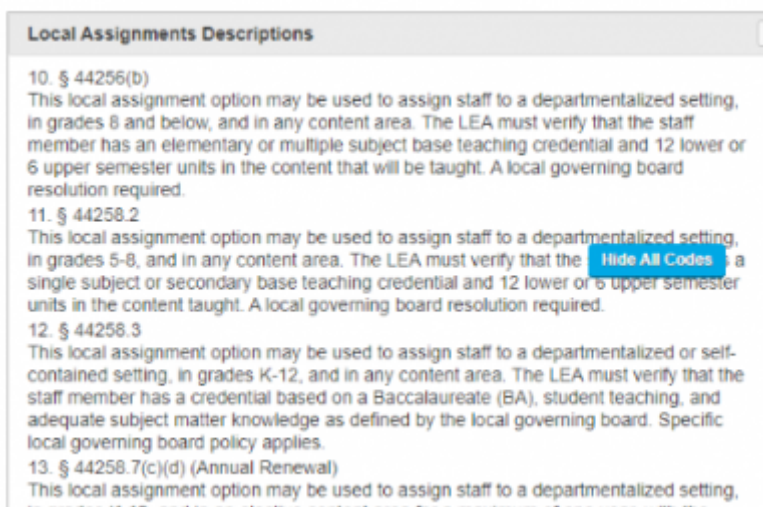 Local Assignments Descriptions
10. § 44256(b)
This local assignment option may be used to assign staff to a departmentalized setting,
in grades 8 and below, and in any content area. The LEA must verify that the staff
member has an elementary or multiple subject base teaching credential and 12 lower or
6 upper semester units in the content that will be taught. A local governing board
resolution required.
11. § 44258.2
This local assignment option may be used to assign staff to a departmentalized setting,
in grades 5-8, and in any content area. The LEA must verify that the Hide All Codes a
single subject or secondary base teaching credential and 12 lower or 6 upper semester
units in the content taught. A local governing board resolution required.
12. § 44258.3
This local assignment option may be used to assign staff to a departmentalized or self-
contained setting, in grades K-12, and in any content area. The LEA must verify that the
staff member has a credential based on a Baccalaureate (BA), student teaching, and
adequate subject matter knowledge as defined by the local governing board. Specific
local governing board policy applies.
13. § 44258.7(c)(d) (Annual Renewal)
This local assignment option may be used to assign staff to a departmentalized setting,